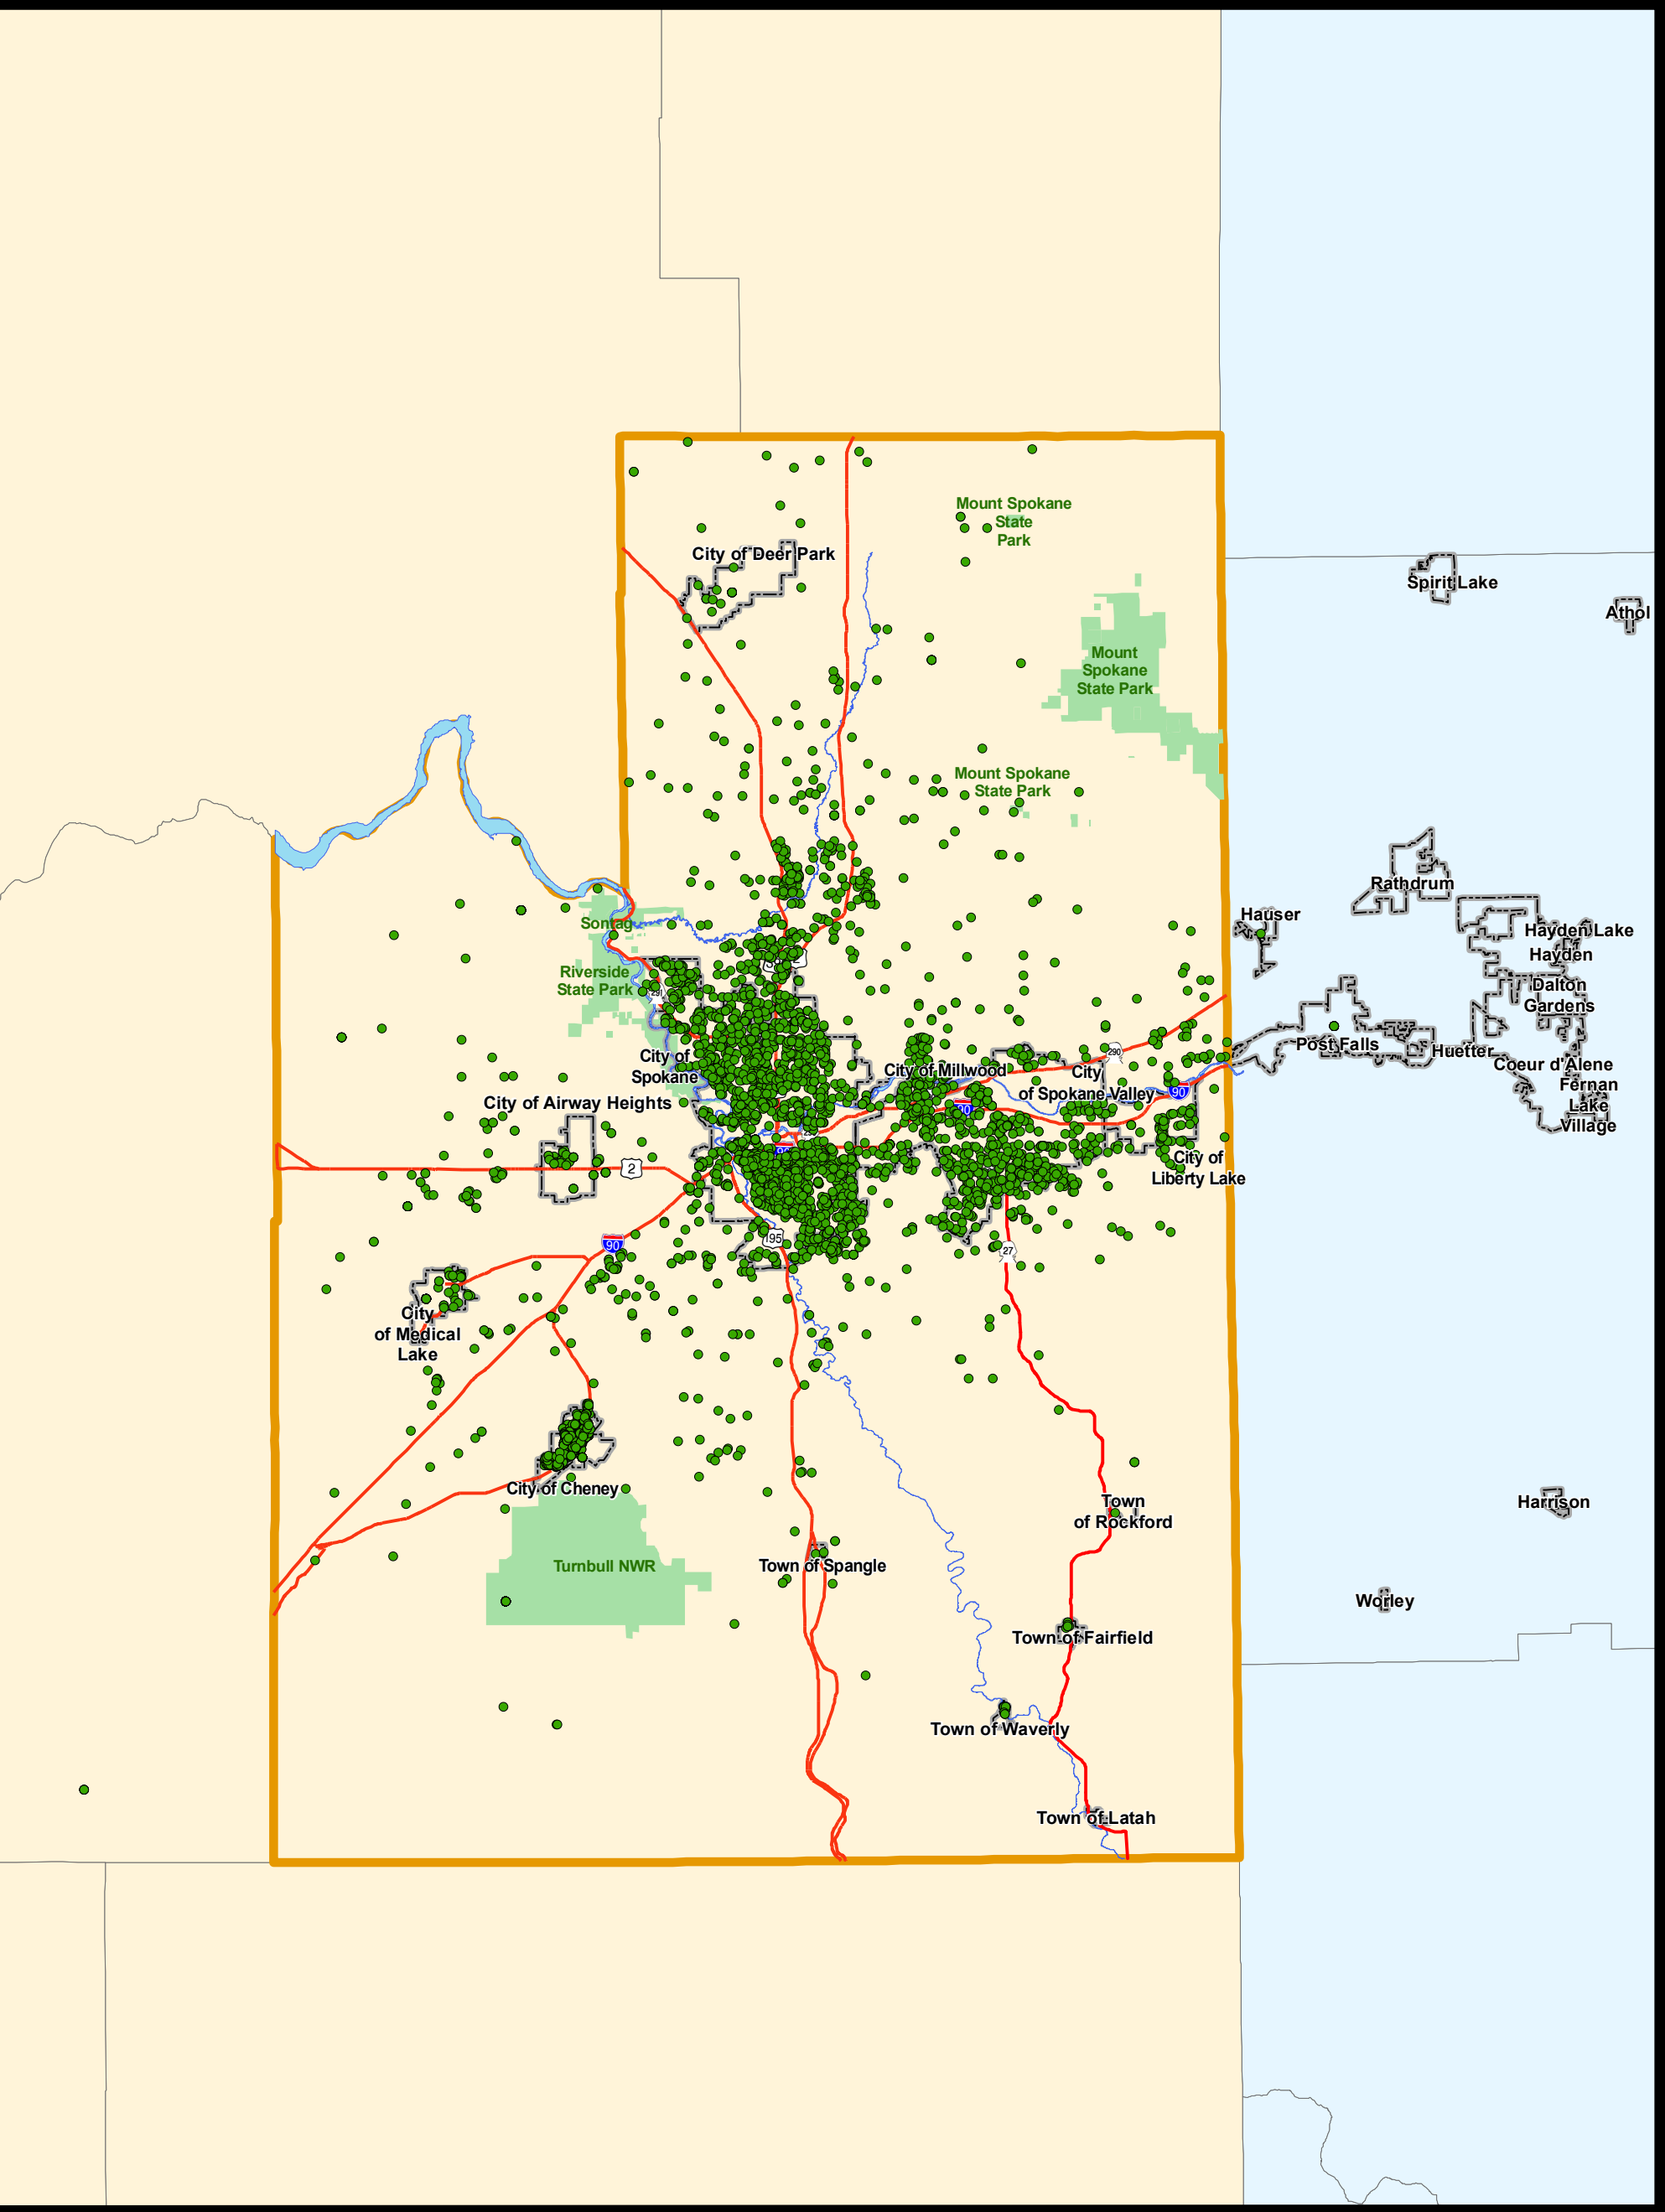 Mount Spokane
State
Park
City of Deer Park
Spirit Lake
Athol
Mount
Spokane
State Park
Mount Spokane
State Park
Rathdrum
Hauser
Sontag
Hayden Lake
Hayden
Riverside
State Park
Dalton
Gardens
291
2
Post Falls
Huetter
290
City of
Spokane
City of Millwood
City
of Spokane Valley
Coeur d'Alene
Fernan
Lake
Village
90
90
City of Airway Heights
90
2
City of
Liberty Lake
195
90
27
City
of Medical
Lake
City of Cheney
Town
of Rockford
Harrison
Turnbull NWR
Town of Spangle
Worley
Town of Fairfield
Town of Waverly
Town of Latah